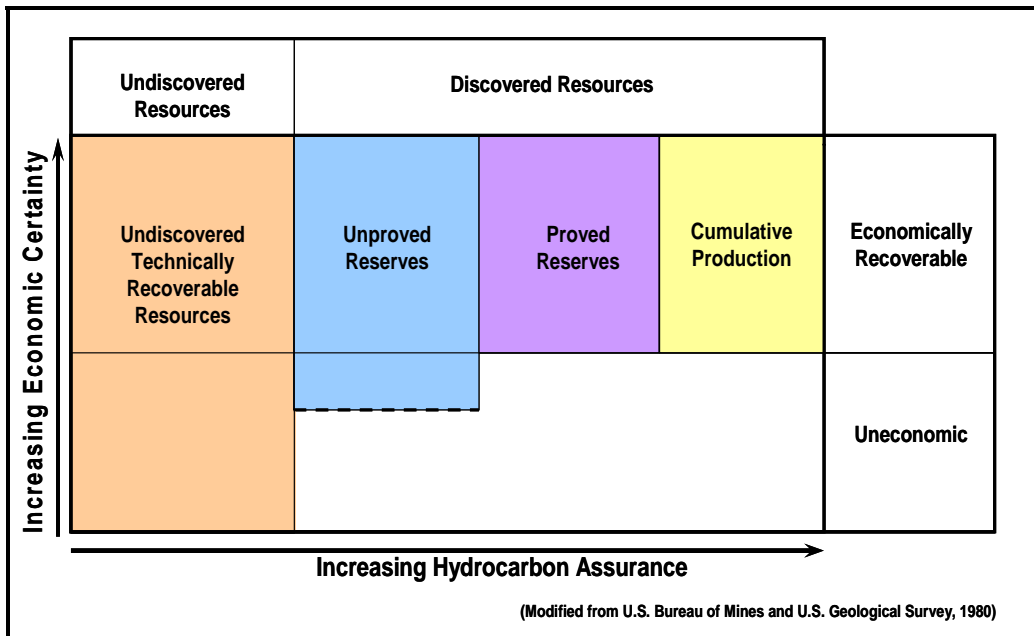 Undiscovered
Resources
Discovered Resources
Increasing Economic Certainty
Undiscovered
Technically
Recoverable
Resources
Unproved
Reserves
Proved
Reserves
Cumulative
Production
Economically
Recoverable
Uneconomic
Increasing Hydrocarbon Assurance
(Modified from U.S. Bureau of Mines and U.S. Geological Survey, 1980)